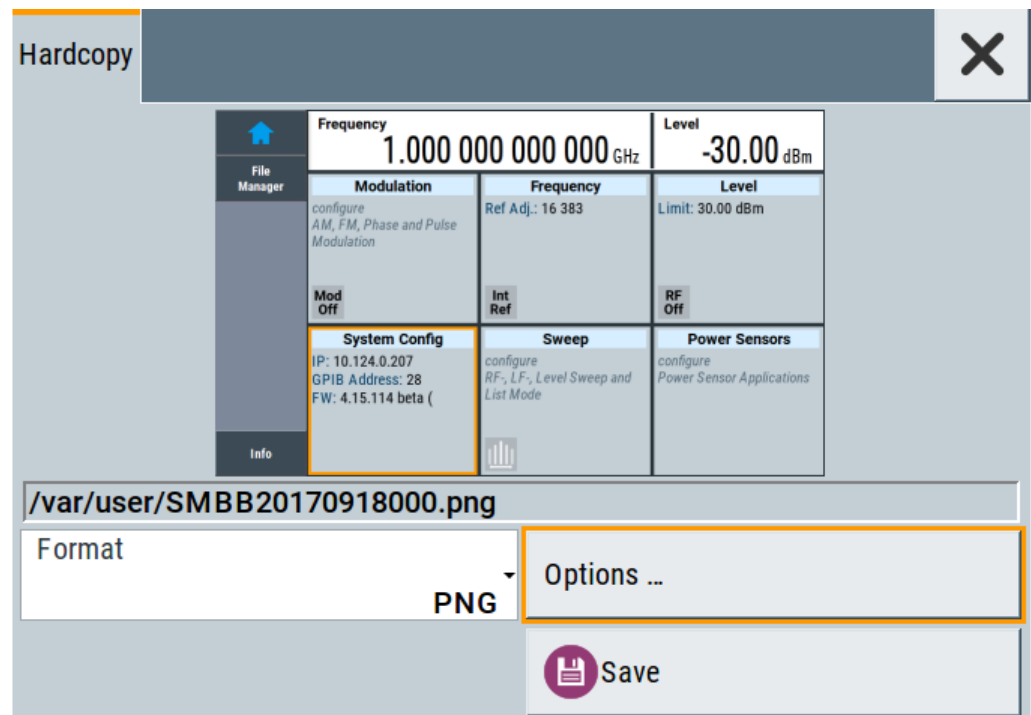 Hardcopy
File
Manager
Info
Frequency
1.000 000 000 000 GHz
Level
-30.00 dBm
Modulation
configure
AM, FM, Phase and Pulse
Modulation
Mod
Off
Frequency
Ref Adj.: 16 383
Int
Ref
Level
Limit: 30.00 dBm
RF
Off
System Config
IP: 10.124.0.207
GPIB Address: 28
FW: 4.15.114 beta (
Sweep
configure
RF-, LF-, Level Sweep and
List Mode
Power Sensors
configure
Power Sensor Applications
/var/user/SMBB20170918000.png
Format
PNG
Options ...
Save